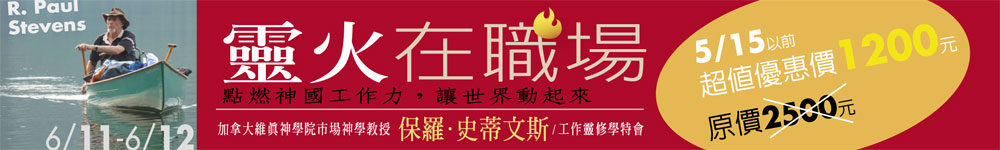 R. Paul
Stevens
6/11-6/12
靈火在職場
點燃神國工作力，讓世界動起來
加拿大維真神學院市場神學教授 保羅·史蒂文斯/工作靈修學特會
5/15以前
超值優惠價1200元
原價2500元